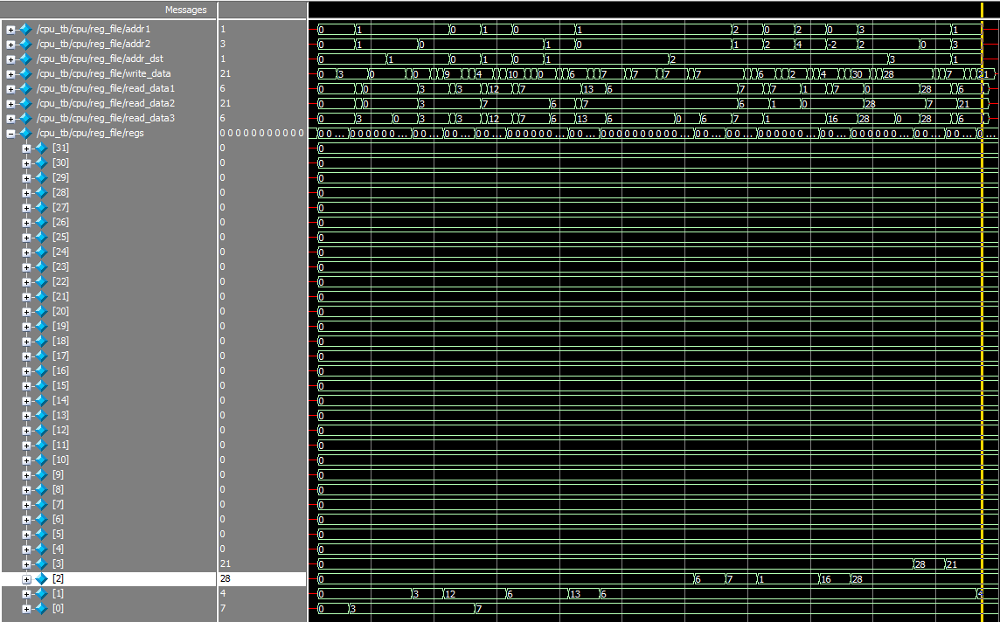 Messages
/cpu_tb/cpu/reg_file/addr1 1 0 1 0 1 0 1 2 0 2 0 3 1
/cpu_tb/cpu/reg_file/addr2 3 0 1 0 1 0 1 2 4 -2 2 0 3
/cpu_tb/cpu/reg_file/addr_dst 1 0 1 0 1 0 1 2 3 1
/cpu_tb/cpu/reg_file/write_data 21 0 3 0 0 9 4 10 0 6 7 7 7 7 6 2 4 30 28 7 21
/cpu_tb/cpu/reg_file/read_data1 6 0 0 3 3 12 7 13 6 7 7 1 7 0 28 6
/cpu_tb/cpu/reg_file/read_data2 21 0 0 3 7 6 7 6 1 0 28 7 21
/cpu_tb/cpu/reg_file/read_data3 6 0 3 0 3 3 12 7 6 13 6 0 6 7 1 16 28 0 28 6
/cpu_tb/cpu/reg_file/regs 0 0 0 0 0 0 0 0 0 0 0 0 0 ... 0 0 0 0 0 0 ... 0 0 ... 0 0 ... 0 0 ... 0 0 0 0 0 0 ... 0 0 ... 0 0 0 0 0 0 0 0 0 0 0 ... 0 0 ... 0 0 ... 0 0 0 0 0 0 ... 0 0 ... 0 0 0 0 0 0 ... 0 0 ... 0 0 ... 0 ...
[31] 0 0
[30] 0 0
[29] 0 0
[28] 0 0
[27] 0 0
[26] 0 0
[25] 0 0
[24] 0 0
[23] 0 0
[22] 0 0
[21] 0 0
[20] 0 0
[19] 0 0
[18] 0 0
[17] 0 0
[16] 0 0
[15] 0 0
[14] 0 0
[13] 0 0
[12] 0 0
[11] 0 0
[10] 0 0
[9] 0 0
[8] 0 0
[7] 0 0
[6] 0 0
[5] 0 0
[4] 0 0
[3] 21 0 28 21
[2] 28 0 6 7 1 16 28
[1] 4 0 3 12 6 13 6 4
[0] 7 0 3 7